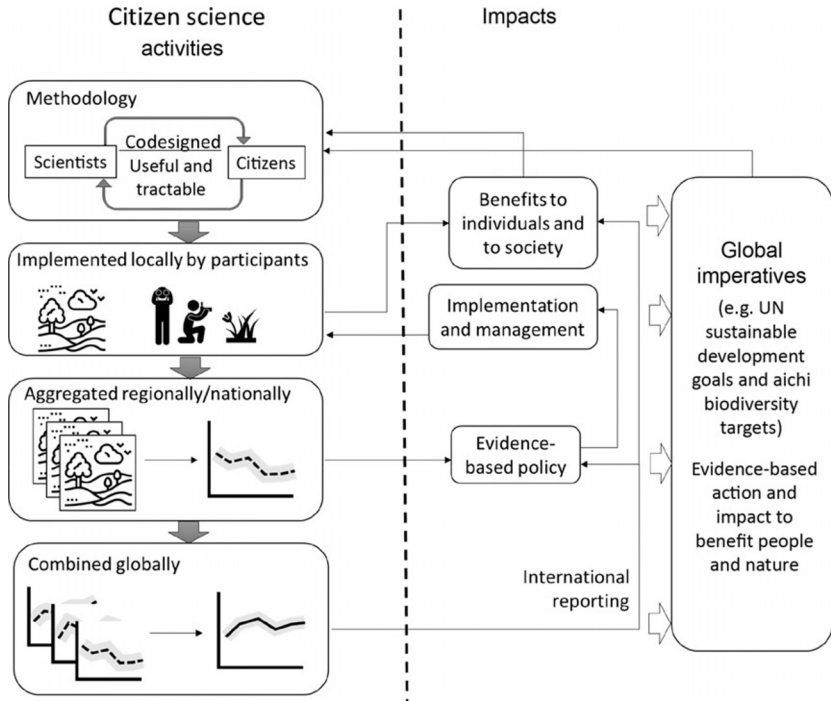 Citizen science
activities
Impacts
Methodology
Scientists
Codesigned
Useful and
tractable
Citizens
Implemented locally by participants
Aggregated regionally/nationally
Combined globally
Benefits to
individuals and
to society
Implementation
and management
Evidence-
based policy
International
reporting
Global
imperatives
(e.g. UN
sustainable
development
goals and aichi
biodiversity
targets)
Evidence-based
action and
impact to
benefit people
and nature